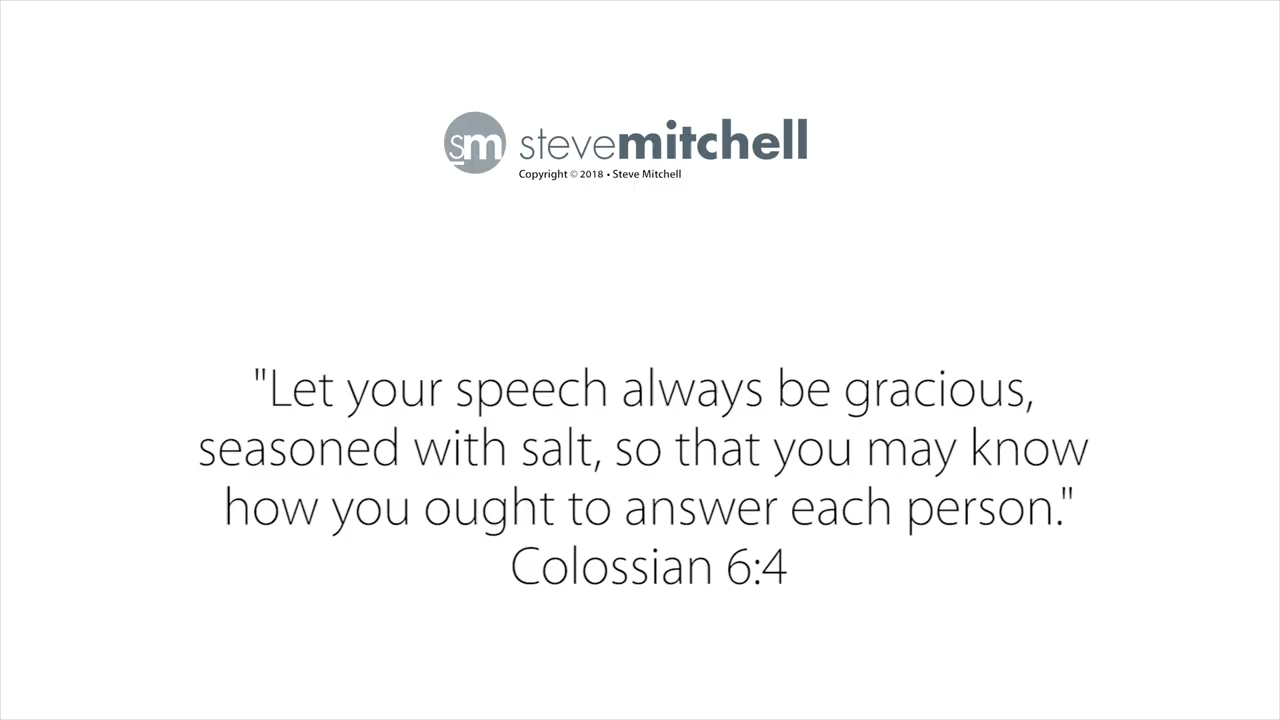 sm stevemitchell
Copyright © 2018 • Steve Mitchell
"Let your speech always be gracious,
seasoned with salt, so that you may know
how you ought to answer each person."
Colossian 6:4